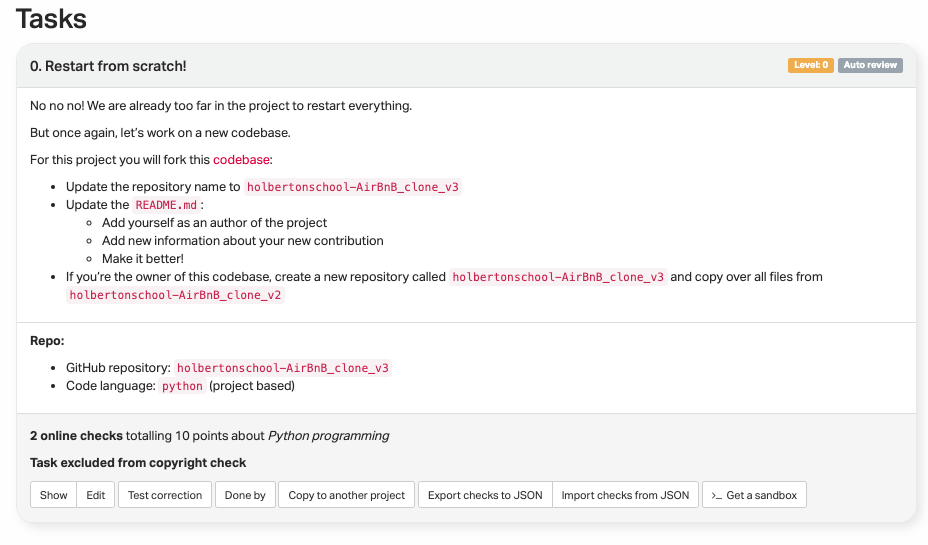 Tasks
0. Restart from scratch!
Level: 0
Auto review
No no no! We are already too far in the project to restart everything.
But once again, let's work on a new codebase.
For this project you will fork this codebase:
• Update the repository name to holbertonschool-AirBnB_clone_v3
• Update the README.md :
◦ Add yourself as an author of the project
◦ Add new information about your new contribution
◦ Make it better!
• If you're the owner of this codebase, create a new repository called holbertonschool-AirBnB_clone_v3 and copy over all files from
holbertonschool-AirBnB_clone_v2
Repo:
• GitHub repository: holbertonschool-AirBnB_clone_v3
• Code language: python (project based)
2 online checks totalling 10 points about Python programming
Task excluded from copyright check
Show Edit Test correction Done by Copy to another project Export checks to JSON Import checks from JSON >_ Get a sandbox